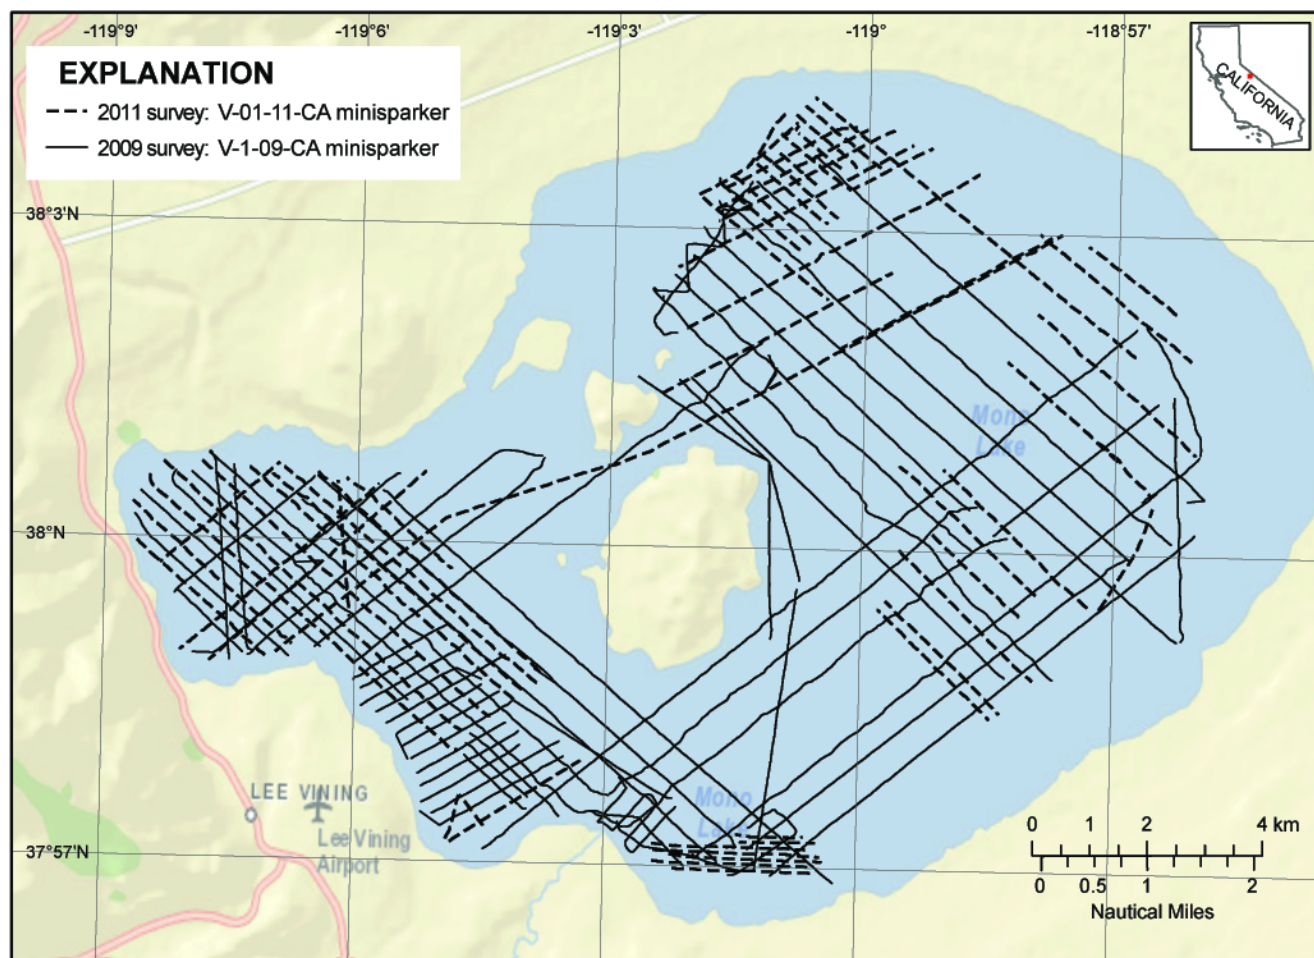 -119°9'
-119°6'
-119°3'
-119°
-118°57'
EXPLANATION
2011 survey: V-01-11-CA minisparker
2009 survey: V-1-09-CA minisparker
CALIFORNIA
38°3'N
Mono
Lake
38°N
LEE VINING
Lee Vining
Airport
Mono
Lake
37°57'N
0 1 2 4 km
0 0.5 1 2
Nautical Miles